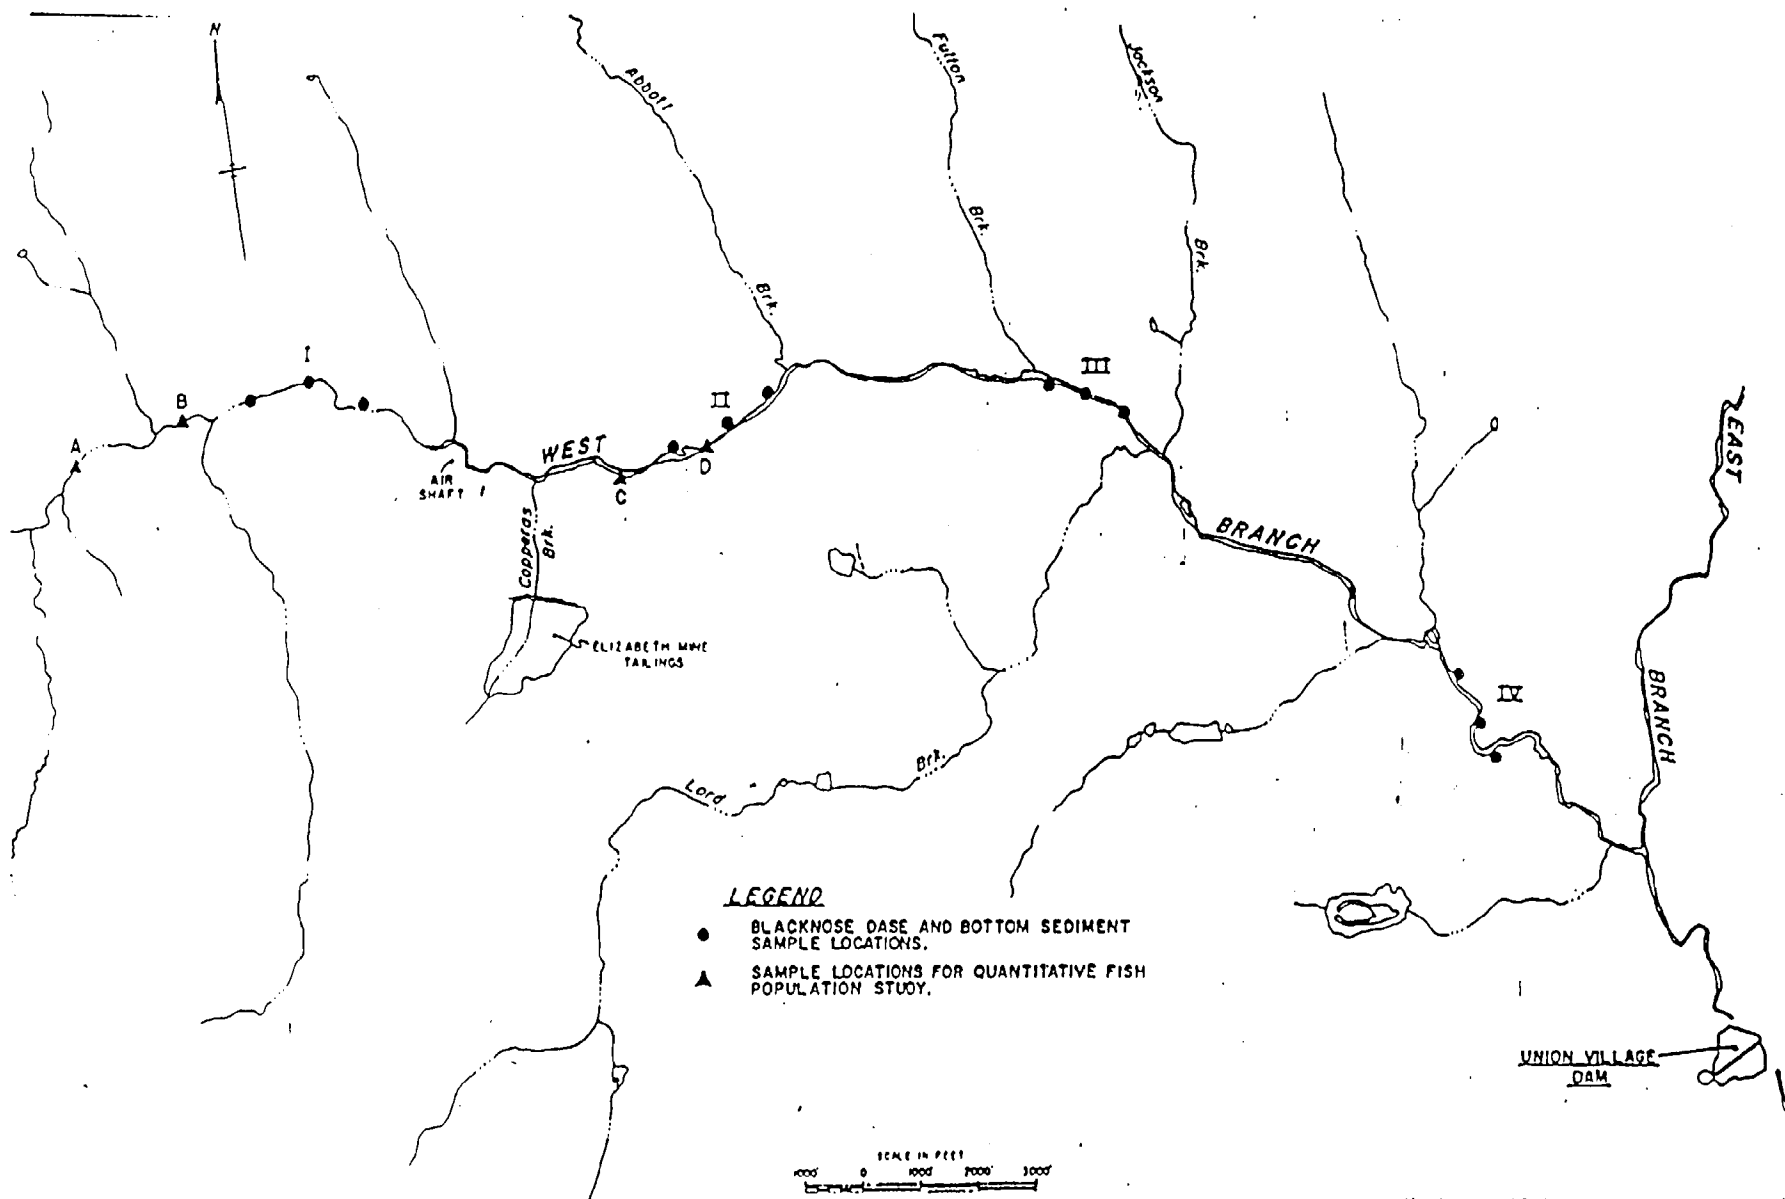 N
Abbott
Brk.
Fulton
Brk.
Jackson
Brk.
I
B
A
AIR
SHAFT
WEST
C
D
II
III
Copperas
Brk.
ELIZABETH MINE
TAILINGS
BRANCH
EAST
BRANCH
IV
Lord
Brk.
LEGEND
BLACKNOSE DASE AND BOTTOM SEDIMENT
SAMPLE LOCATIONS.
SAMPLE LOCATIONS FOR QUANTITATIVE FISH
POPULATION STUDY.
UNION VILLAGE
DAM
SCALE IN FEET
1000' 0 1000' 2000' 3000'